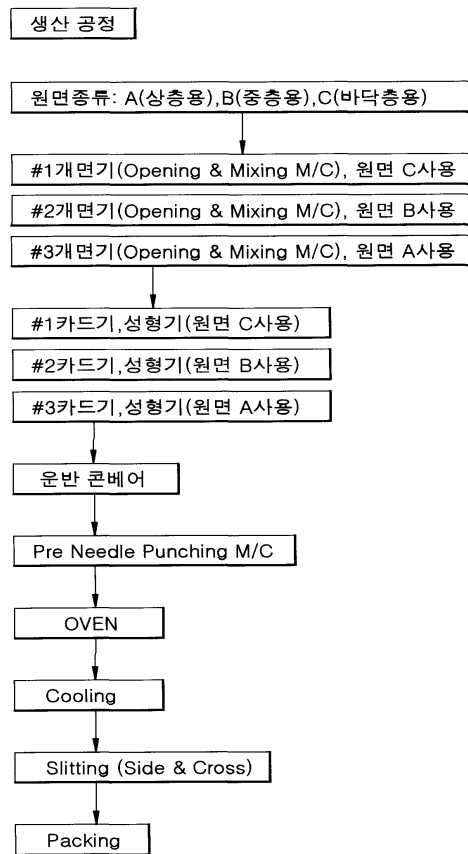 생산 공정
원면종류: A(상층용),B(중층용),C(바닥층용)
#1개면기(Opening & Mixing M/C), 원면 C사용
#2개면기(Opening & Mixing M/C), 원면 B사용
#3개면기(Opening & Mixing M/C), 원면 A사용
#1카드기,성형기(원면 C사용)
#2카드기,성형기(원면 B사용)
#3카드기,성형기(원면 A사용)
운반 콘베어
Pre Needle Punching M/C
OVEN
Cooling
Slitting (Side & Cross)
Packing